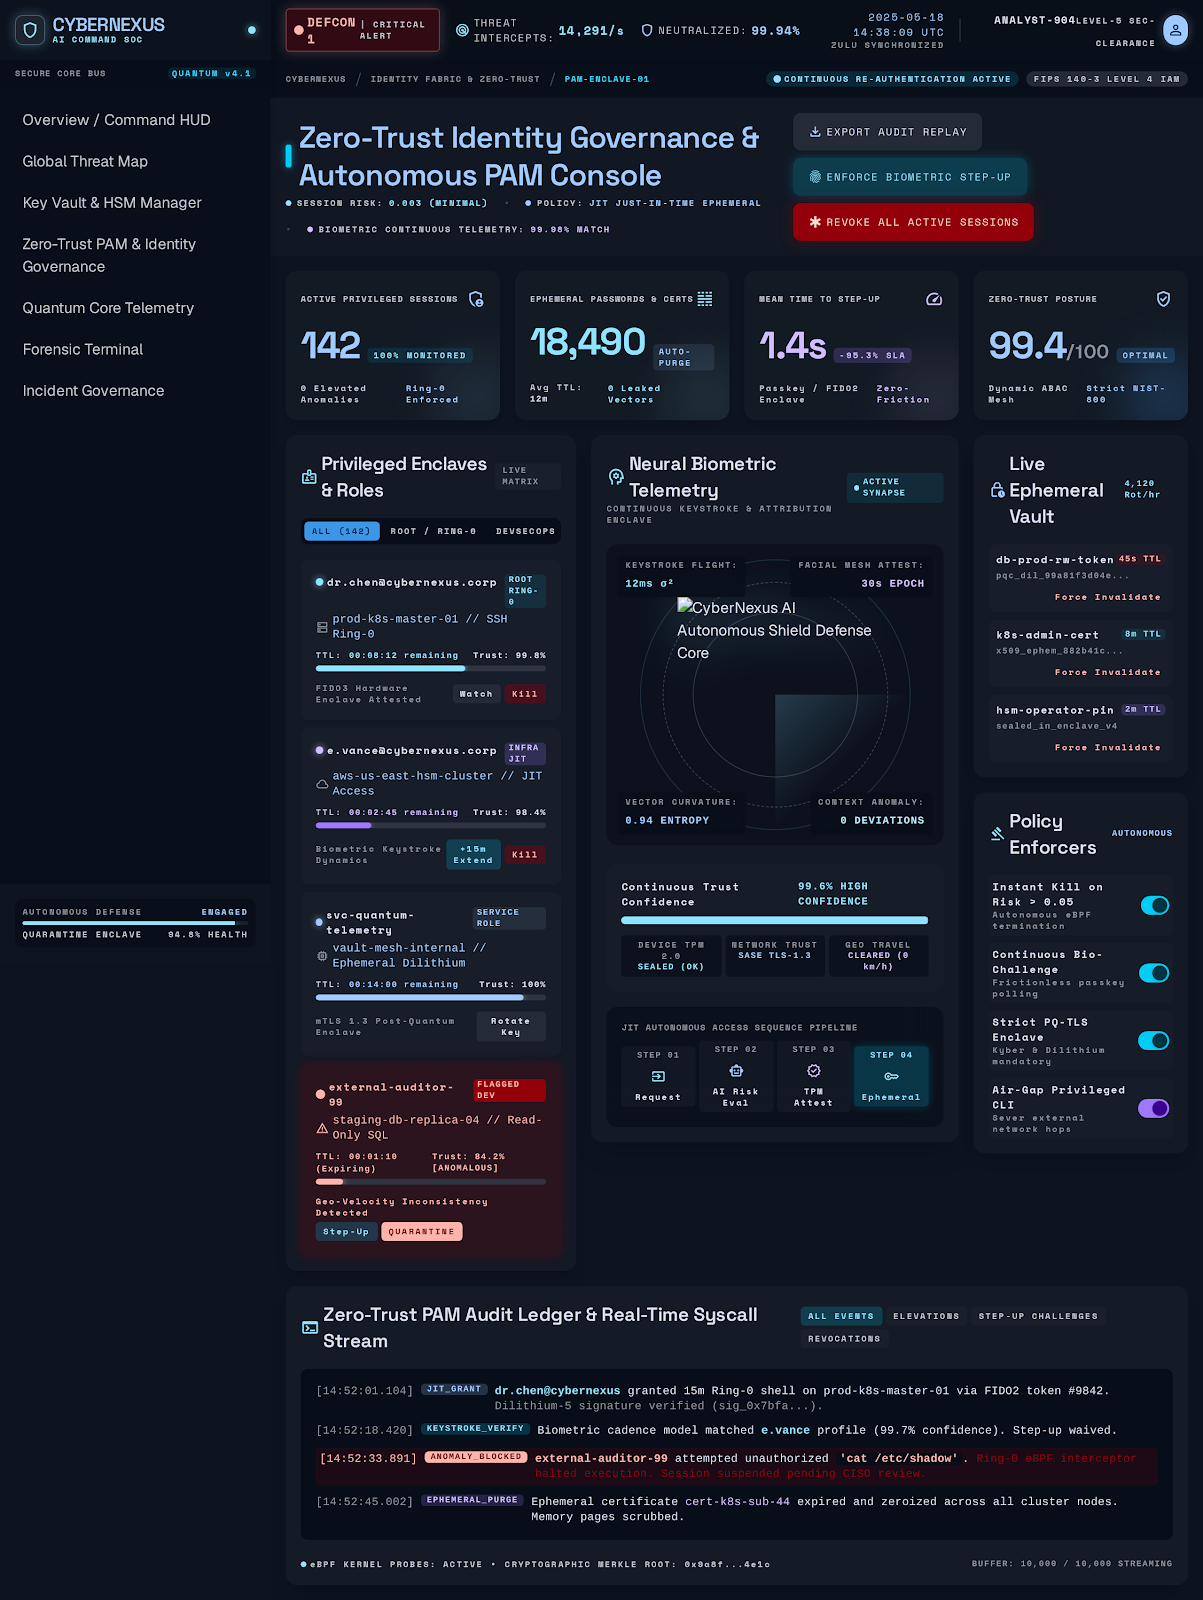 CYBERNEXUS
AI COMMAND SOC
DEFCON
1
| CRITICAL
ALERT
THREAT
INTERCEPTS:
14,291/s
NEUTRALIZED: 99.94%
2025-05-18
14:38:09 UTC
ZULU SYNCHRONIZED
ANALYST-904LEVEL-5 SEC-
CLEARANCE
SECURE CORE BUS
QUANTUM v4.1
CYBERNEXUS / IDENTITY FABRIC & ZERO-TRUST / PAM-ENCLAVE-01
CONTINUOUS RE-AUTHENTICATION ACTIVE
FIPS 140-3 LEVEL 4 IAM
Overview / Command HUD
Global Threat Map
Key Vault & HSM Manager
Zero-Trust PAM & Identity
Governance
Quantum Core Telemetry
Forensic Terminal
Incident Governance
AUTONOMOUS DEFENSE ENGAGED
QUARANTINE ENCLAVE 94.8% HEALTH
Zero-Trust Identity Governance &
Autonomous PAM Console
SESSION RISK: 0.003 (MINIMAL) • POLICY: JIT JUST-IN-TIME EPHEMERAL
• BIOMETRIC CONTINUOUS TELEMETRY: 99.98% MATCH
EXPORT AUDIT REPLAY
ENFORCE BIOMETRIC STEP-UP
REVOKE ALL ACTIVE SESSIONS
ACTIVE PRIVILEGED SESSIONS
142 100% MONITORED
0 Elevated
Anomalies
Ring-0
Enforced
EPHEMERAL PASSWORDS & CERTS
18,490
AUTO-
PURGE
Avg TTL:
12m
0 Leaked
Vectors
MEAN TIME TO STEP-UP
1.4s -95.3% SLA
Passkey / FIDO2
Enclave
Zero-
Friction
ZERO-TRUST POSTURE
99.4/100 OPTIMAL
Dynamic ABAC
Mesh
Strict NIST-
800
Privileged Enclaves
& Roles
LIVE
MATRIX
ALL (142) ROOT / RING-0 DEVSECOPS
dr.chen@cybernexus.corp
ROOT
RING-
0
prod-k8s-master-01 // SSH
Ring-0
TTL: 00:08:12 remaining Trust: 99.8%
FIDO3 Hardware
Enclave Attested
Watch Kill
e.vance@cybernexus.corp
INFRA
JIT
aws-us-east-hsm-cluster // JIT
Access
TTL: 00:02:45 remaining Trust: 98.4%
Biometric Keystroke
Dynamics
+15m
Extend
Kill
svc-quantum-
telemetry
SERVICE
ROLE
vault-mesh-internal //
Ephemeral Dilithium
TTL: 00:14:00 remaining Trust: 100%
mTLS 1.3 Post-Quantum
Enclave
Rotate
Key
external-auditor-
99
FLAGGED
DEV
staging-db-replica-04 // Read-
Only SQL
TTL: 00:01:10
(Expiring)
Trust: 84.2%
[ANOMALOUS]
Geo-Velocity Inconsistency
Detected
Step-Up QUARANTINE
Neural Biometric
Telemetry
ACTIVE
SYNAPSE
CONTINUOUS KEYSTROKE & ATTRIBUTION
ENCLAVE
KEYSTROKE FLIGHT:
12ms σ²
FACIAL MESH ATTEST:
30s EPOCH
CyberNexus AI
Autonomous Shield Defense
Core
VECTOR CURVATURE:
0.94 ENTROPY
CONTEXT ANOMALY:
0 DEVIATIONS
Continuous Trust
Confidence
99.6% HIGH
CONFIDENCE
DEVICE TPM
2.0
SEALED (OK)
NETWORK TRUST
SASE TLS-1.3
GEO TRAVEL
CLEARED (0
km/h)
JIT AUTONOMOUS ACCESS SEQUENCE PIPELINE
STEP 01
Request
STEP 02
AI Risk
Eval
STEP 03
TPM
Attest
STEP 04
Ephemeral
Live
Ephemeral
Vault
4,120
Rot/hr
db-prod-rw-token 45s TTL
pqc_dil_99a81f3d04e...
Force Invalidate
k8s-admin-cert 8m TTL
x509_ephem_882b41c...
Force Invalidate
hsm-operator-pin 2m TTL
sealed_in_enclave_v4
Force Invalidate
Policy
Enforcers
AUTONOMOUS
Instant Kill on
Risk > 0.05
Autonomous eBPF
termination
Continuous Bio-
Challenge
Frictionless passkey
polling
Strict PQ-TLS
Enclave
Kyber & Dilithium
mandatory
Air-Gap Privileged
CLI
Sever external
network hops
Zero-Trust PAM Audit Ledger & Real-Time Syscall
Stream
ALL EVENTS ELEVATIONS STEP-UP CHALLENGES
REVOCATIONS
[14:52:01.104] JIT_GRANT dr.chen@cybernexus granted 15m Ring-0 shell on prod-k8s-master-01 via FIDO2 token #9842.
Dilithium-5 signature verified (sig_0x7bfa...).
[14:52:18.420] KEYSTROKE_VERIFY Biometric cadence model matched e.vance profile (99.7% confidence). Step-up waived.
[14:52:33.891] ANOMALY_BLOCKED external-auditor-99 attempted unauthorized 'cat /etc/shadow'. Ring-0 eBPF interceptor
halted execution. Session suspended pending CISO review.
[14:52:45.002] EPHEMERAL_PURGE Ephemeral certificate cert-k8s-sub-44 expired and zeroized across all cluster nodes.
Memory pages scrubbed.
eBPF KERNEL PROBES: ACTIVE • CRYPTOGRAPHIC MERKLE ROOT: 0x9a8f...4e1c
BUFFER: 10,000 / 10,000 STREAMING